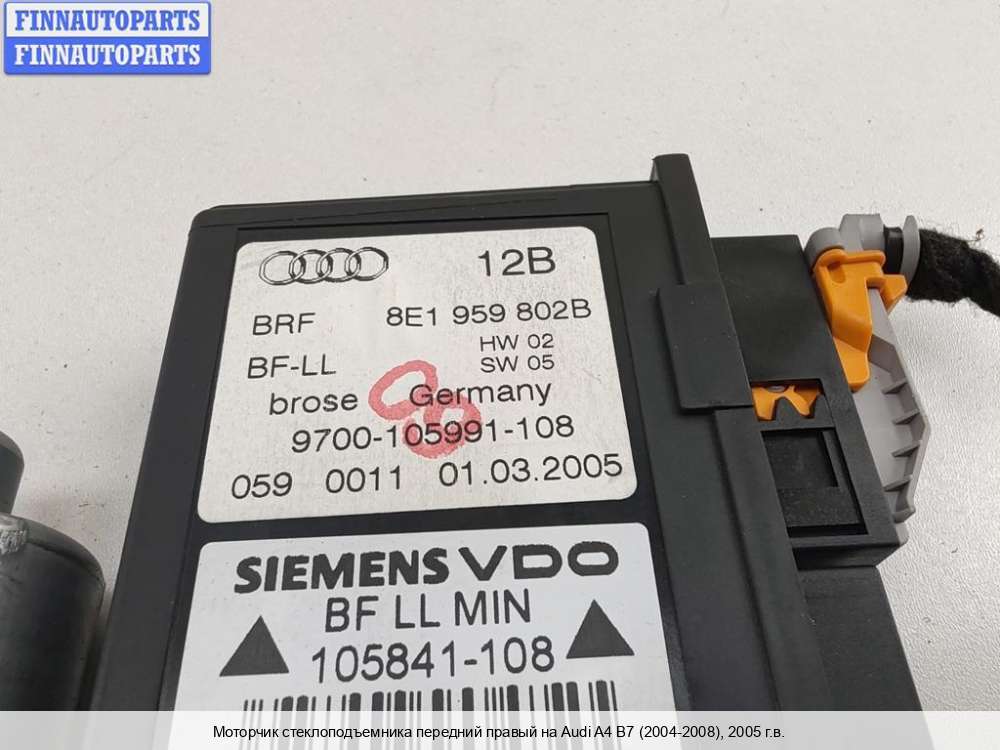 FINNAUTOPARTS
FINNAUTOPARTS
12B
BRF 8E1 959 802B
BF-LL HW 02
SW 05
brose Germany
9700-105991-108
059 0011 01.03.2005
SIEMENS VDO
BF LL MIN
105841-108
Моторчик стеклоподъемника передний правый на Audi A4 B7 (2004-2008), 2005 г.в.